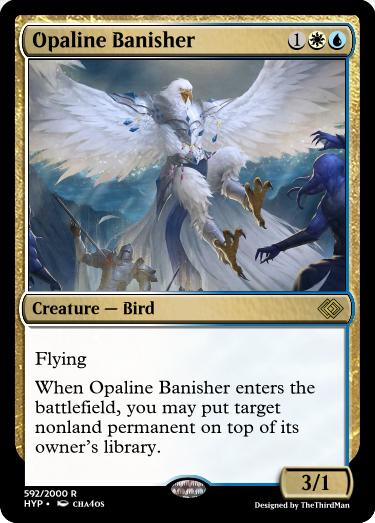 Opaline Banisher 1
Creature — Bird
Flying
When Opaline Banisher enters the
battlefield, you may put target
nonland permanent on top of its
owner's library.
3/1
592/2000 R
HYP • CHA4OS
Designed by TheThirdMan